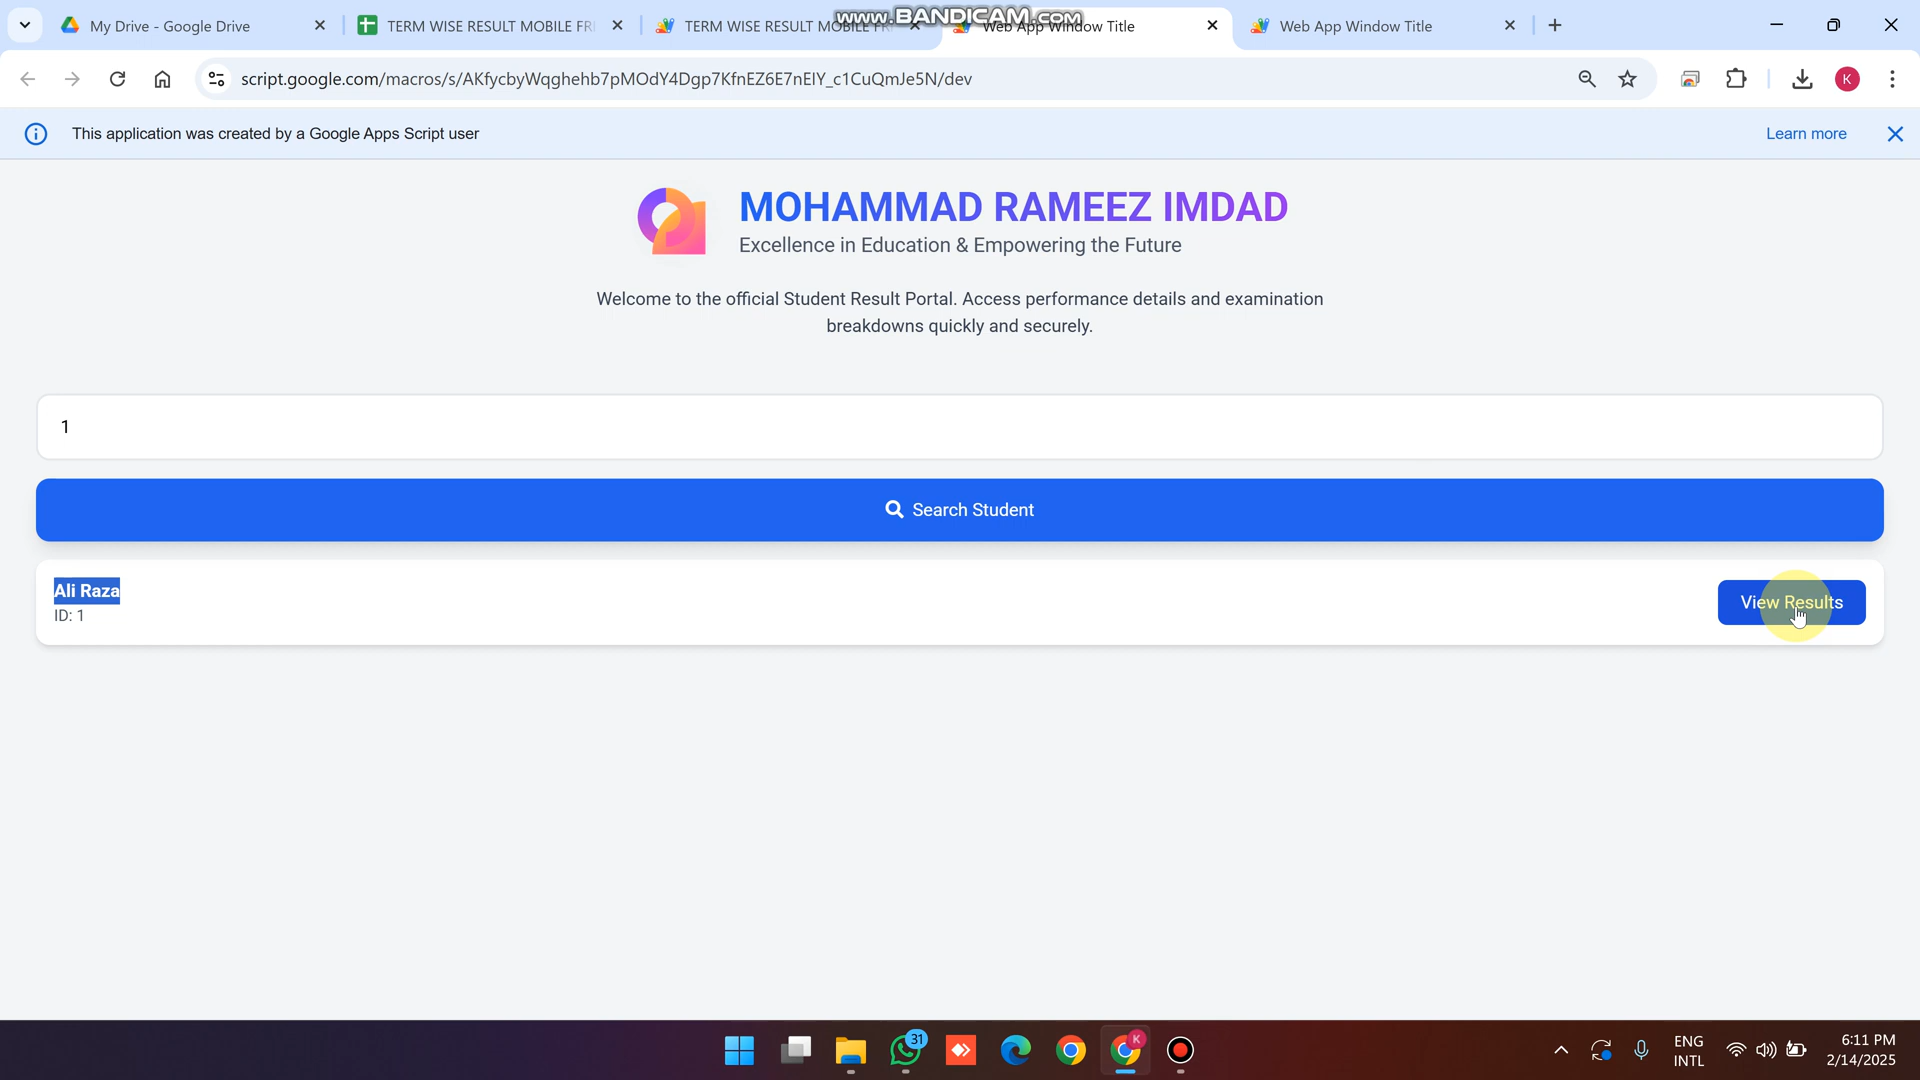 www.BANDICAM.com
My Drive - Google Drive
TERM WISE RESULT MOBILE FRI
TERM WISE RESULT MOBILE FRI
Web App Window Title
Web App Window Title
script.google.com/macros/s/AKfycbyWqghehb7pMOdY4Dgp7KfnEZ6E7nEIY_c1CuQmJe5N/dev
K
This application was created by a Google Apps Script user
Learn more
MOHAMMAD RAMEEZ IMDAD
Excellence in Education & Empowering the Future
Welcome to the official Student Result Portal. Access performance details and examination
breakdowns quickly and securely.
1
Search Student
Ali Raza
ID: 1
View Results
31
K
ENG
INTL
6:11 PM
2/14/2025